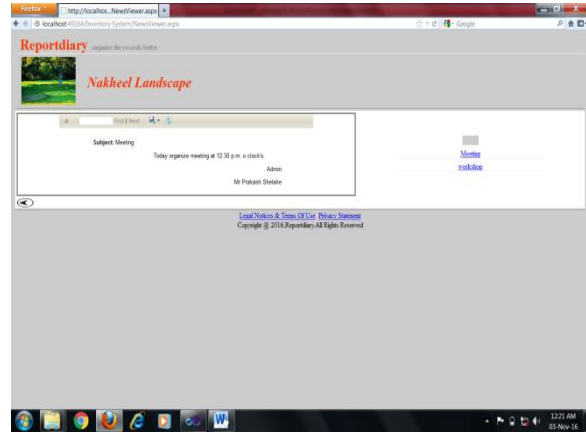 Firefox
http://localhos...NewsViewer.aspx
localhost:49164/Inventory System/NewsViewer.aspx
Google
Reportdiary organize the records better
Nakheel Landscape
Find | Next
Subject: Meeting
Today organize meeting at 12.30 p.m. o clock's
Admin
Mr Prakash Shelake
Meeting
workshop
Legal Notices & Terms Of Use Privacy Statement
Copyright @ 2016,Reportdiary.All Rights Reserved
12:21 AM
03-Nov-16